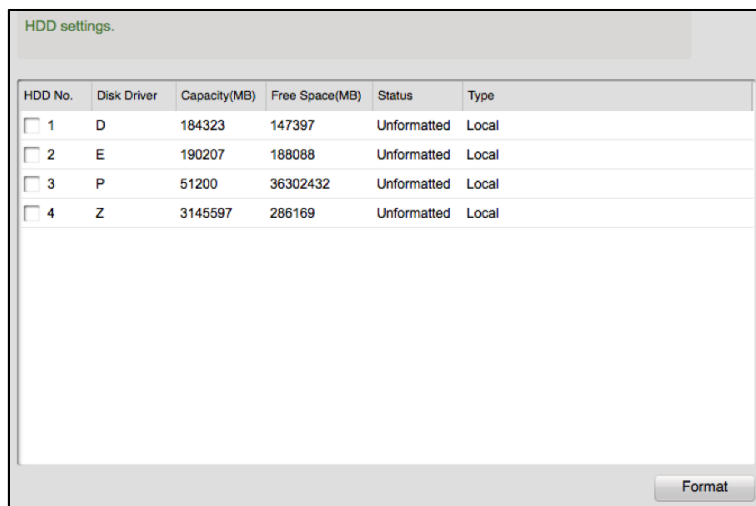 HDD settings.
HDD No. Disk Driver Capacity(MB) Free Space(MB) Status Type
1 D 184323 147397 Unformatted Local
2 E 190207 188088 Unformatted Local
3 P 51200 36302432 Unformatted Local
4 Z 3145597 286169 Unformatted Local
Format